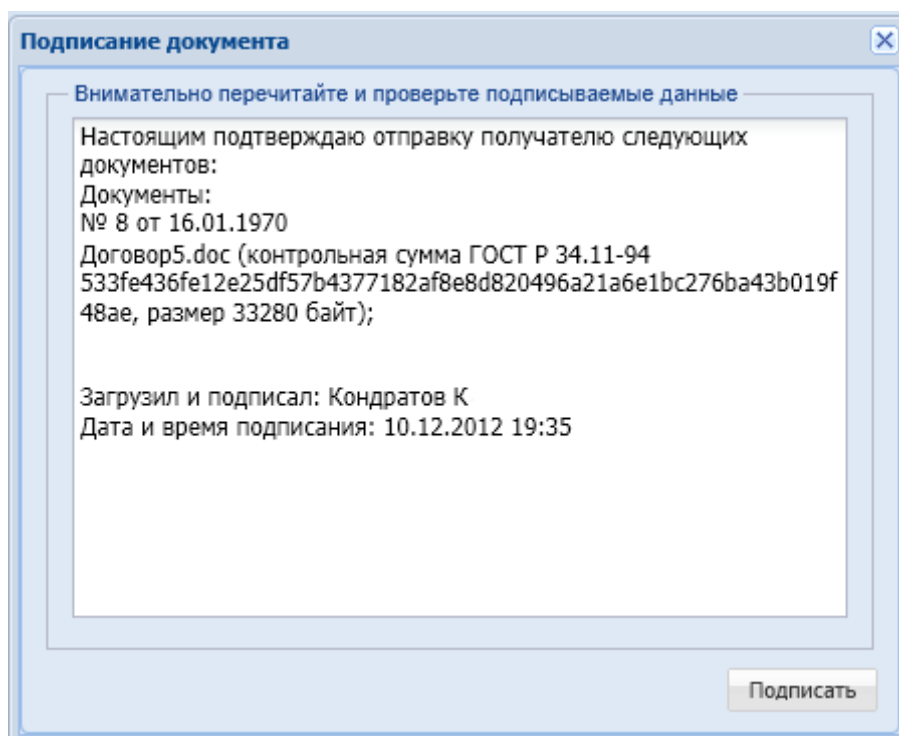 Подписание документа
Внимательно перечитайте и проверьте подписываемые данные
Настоящим подтверждаю отправку получателю следующих
документов:
Документы:
№ 8 от 16.01.1970
Договор5.doc (контрольная сумма ГОСТ Р 34.11-94
533fe436fe12e25df57b4377182af8e8d820496a21a6e1bc276ba43b019f
48ae, размер 33280 байт);
Загрузил и подписал: Кондратов К
Дата и время подписания: 10.12.2012 19:35
Подписать